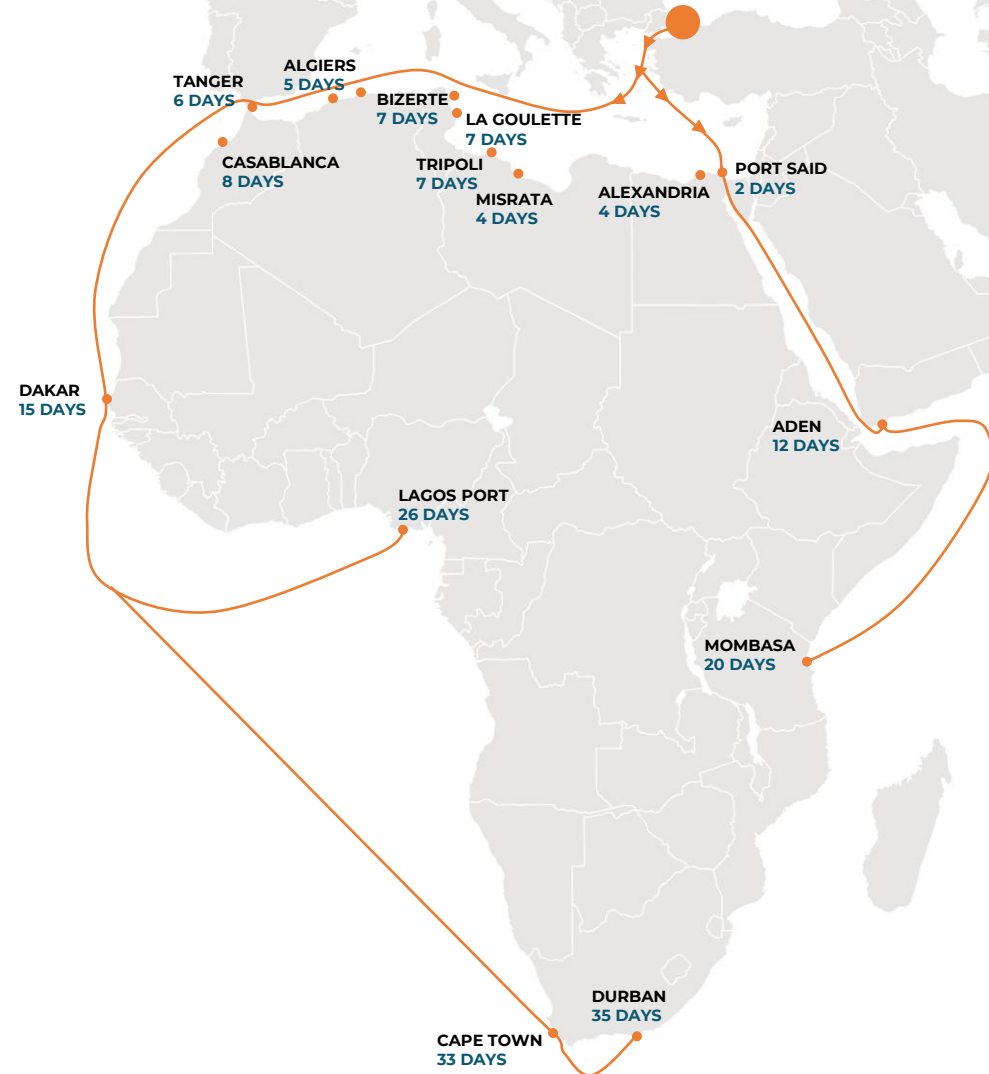 ALGIERS
5 DAYS
TANGER
6 DAYS
BIZERTE
7 DAYS
LA GOULETTE
7 DAYS
CASABLANCA
8 DAYS
TRIPOLI
7 DAYS
MISRATA
4 DAYS
ALEXANDRIA
4 DAYS
PORT SAID
2 DAYS
DAKAR
15 DAYS
ADEN
12 DAYS
LAGOS PORT
26 DAYS
MOMBASA
20 DAYS
DURBAN
35 DAYS
CAPE TOWN
33 DAYS